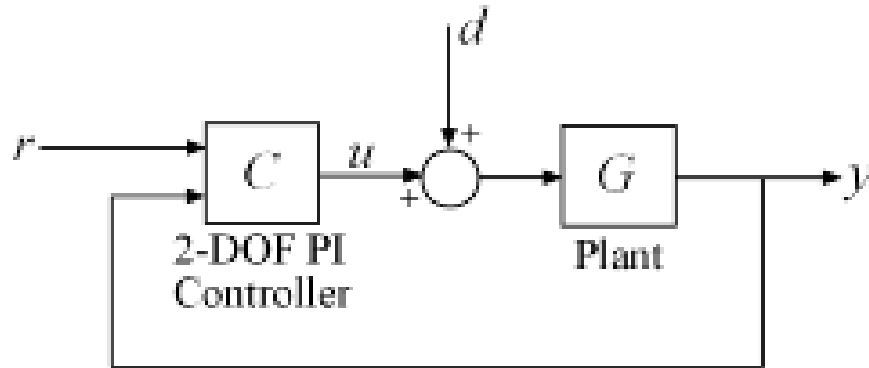 d
+
r
C
u
+
G
y
2-DOF PI
Controller
Plant